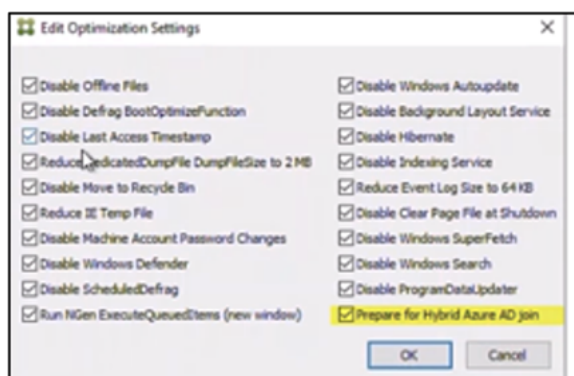 Edit Optimization Settings
Disable Offline Files
Disable Defrag BootOptimizeFunction
Disable Last Access Timestamp
Reduce DedicatedDumpFile DumpFileSize to 2 MB
Disable Move to Recycle Bin
Reduce IE Temp File
Disable Machine Account Password Changes
Disable Windows Defender
Disable ScheduledDefrag
Run NGen ExecuteQueuedItems (new window)
Disable Windows Autoupdate
Disable Background Layout Service
Disable Hibernate
Disable Indexing Service
Reduce Event Log Size to 64 KB
Disable Clear Page File at Shutdown
Disable Windows SuperFetch
Disable Windows Search
Disable ProgramDataUpdater
Prepare for Hybrid Azure AD join
OK
Cancel